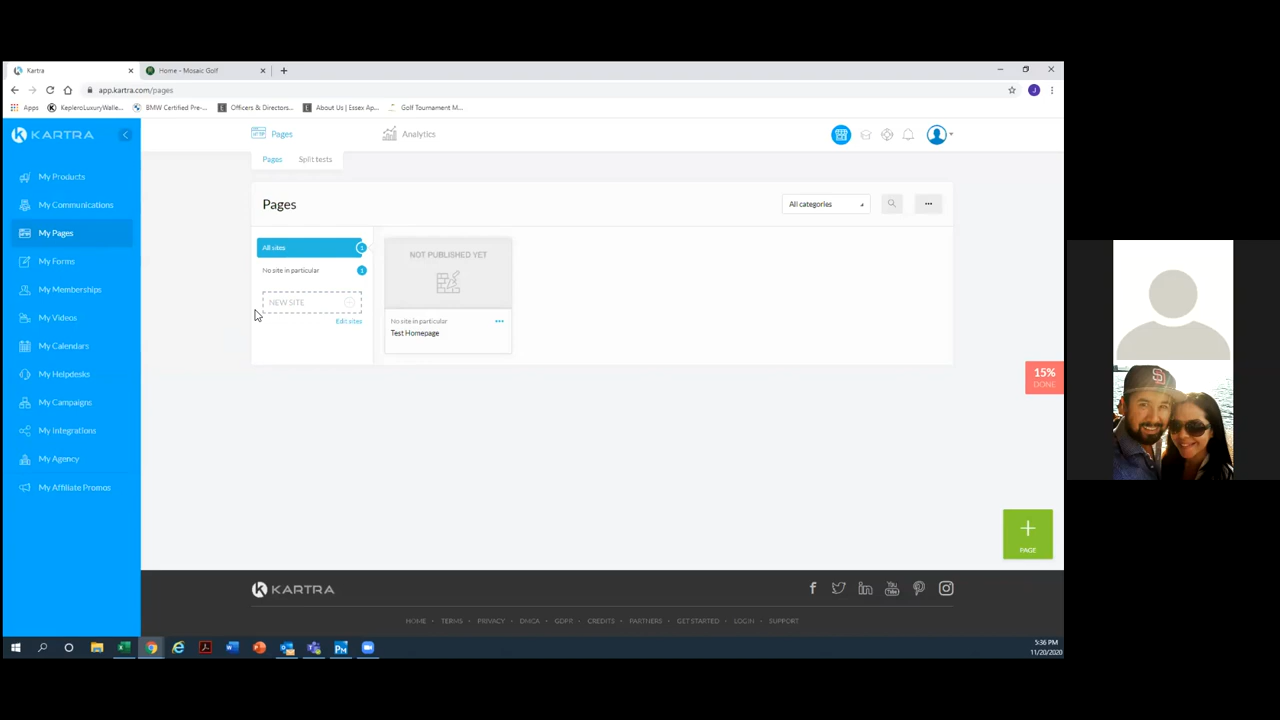 Kartra
Home - Mosaic Golf
app.kartra.com/pages
Apps
KepleroLuxuryWalle...
BMW Certified Pre-...
Officers & Directors...
About Us | Essex Ap...
Golf Tournament M...
J
KARTRA
Pages
Analytics
Pages
Split tests
My Products
My Communications
My Pages
My Forms
My Memberships
My Videos
My Calendars
My Helpdesks
My Campaigns
My Integrations
My Agency
My Affiliate Promos
Pages
All categories
All sites
1
No site in particular
1
NEW SITE
Edit sites
NOT PUBLISHED YET
No site in particular
Test Homepage
15%
DONE
PAGE
KARTRA
HOME • TERMS • PRIVACY • DMCA • GDPR • CREDITS • PARTNERS • GET STARTED • LOGIN • SUPPORT
5:36 PM
11/20/2020